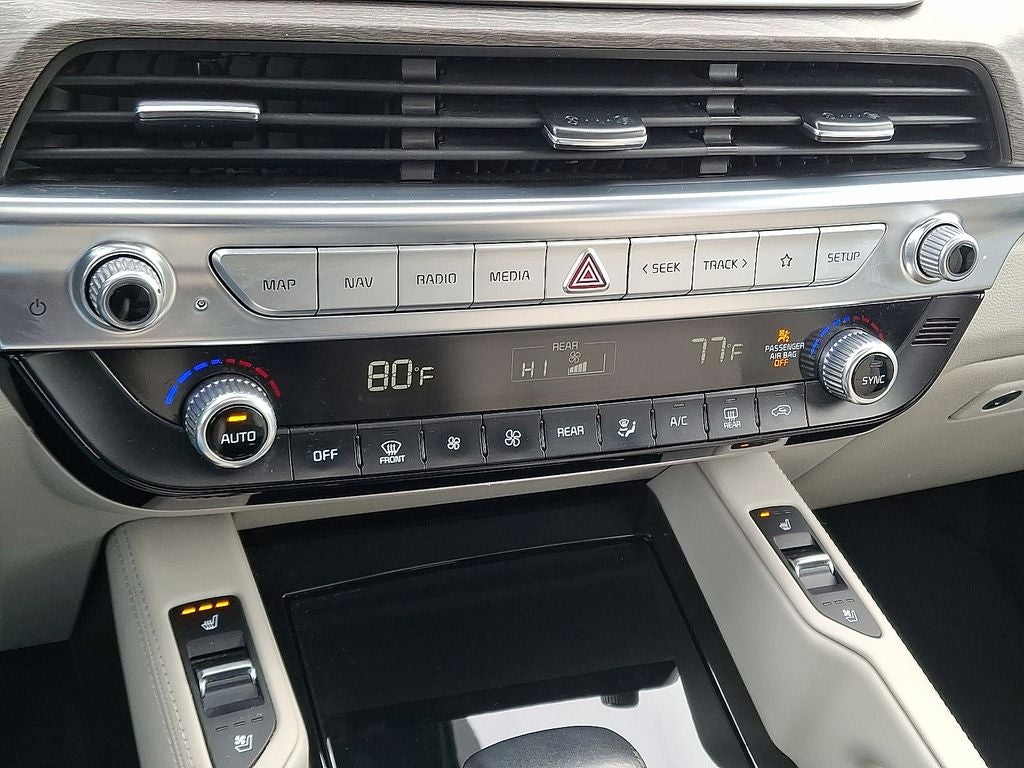 MAP
NAV
RADIO
MEDIA
< SEEK
TRACK >
SETUP
80°F
REAR
HI
77°F
PASSENGER
AIR BAG
OFF
SYNC
AUTO
OFF
FRONT
REAR
A/C
REAR